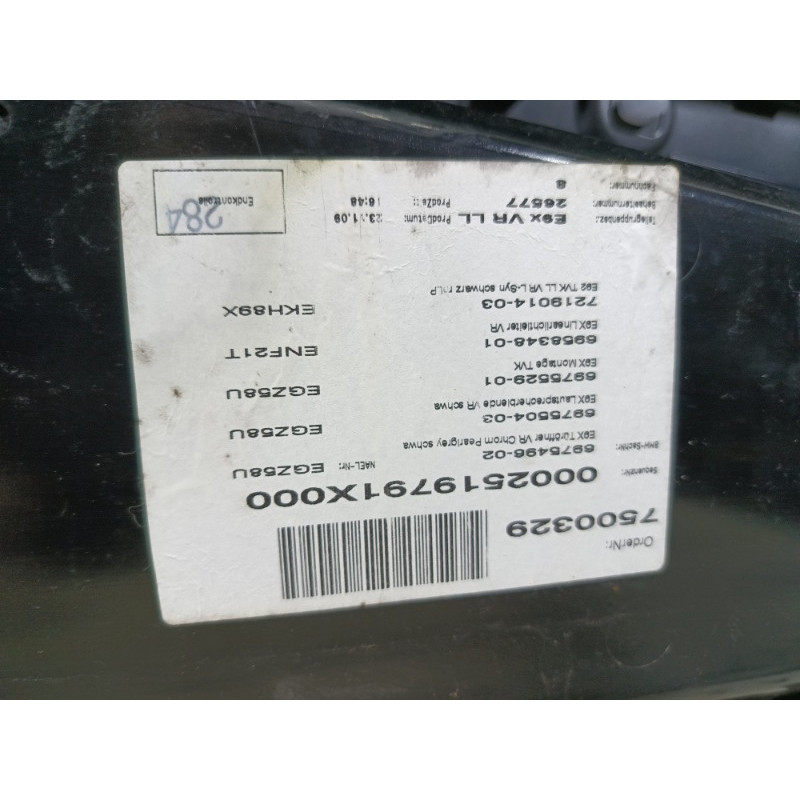 OrderNr:
7500329
SequenzNr:
0002519791X000
BMW-SachNr: NAEL-Nr:
6975496-02 EGZ58U
E9X Türöffner VR Chrom Pearlgrey schwa
6975504-03 EGZ58U
E9X Lautsprecherblende VR schwa
6975529-01 EGZ58U
E9X Montage TVK
6958348-01 ENF21T
E9X Linearlichtleiter VR
7219014-03 EKH89X
E92 TVK LL VR L-Syn schwarz
Teilegruppenbez.: E9x VR LL ProdDatum: 23.11.09
Behaelternummer: 26577 ProdZeit: 16:48
Fachnummer: 8
Endkontrolle
284